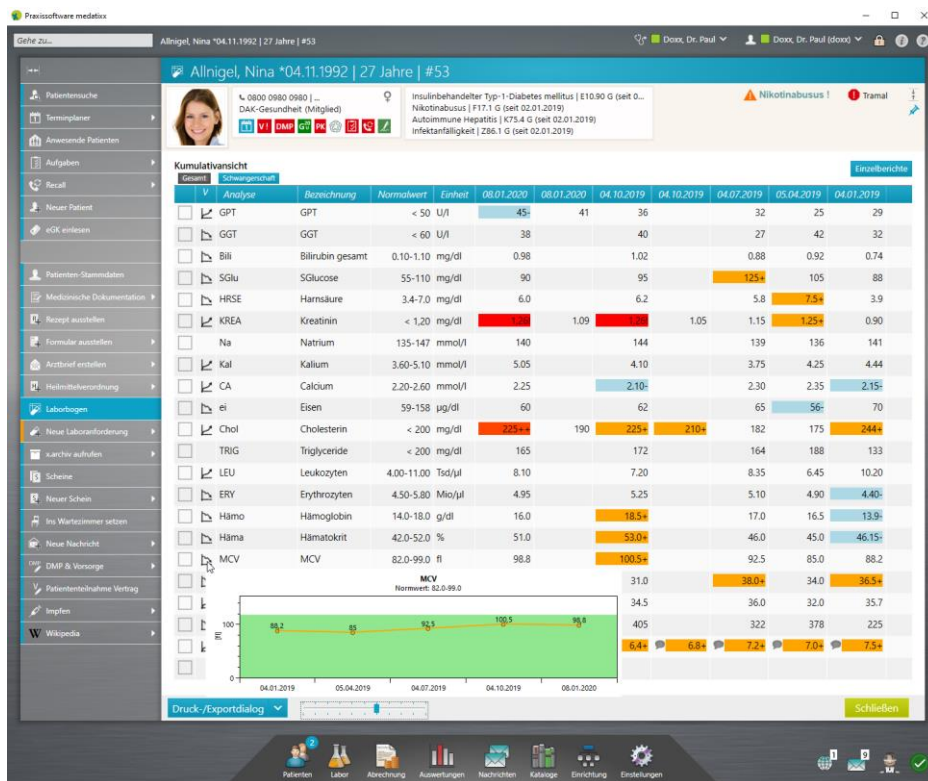 Praxissoftware medatixx
Gehe zu...
Allnigel, Nina *04.11.1992 | 27 Jahre | #53
Doxx, Dr. Paul
Doxx, Dr. Paul (doxx)
Allnigel, Nina *04.11.1992 | 27 Jahre | #53
Patientensuche
Terminplaner
Anwesende Patienten
Aufgaben
Recall
Neuer Patient
eGK einlesen
Patienten-Stammdaten
Medizinische Dokumentation
Rezept ausstellen
Formular ausstellen
Arztbrief erstellen
Heilmittelverordnung
Laborbogen
Neue Laboranforderung
x.archiv aufrufen
Scheine
Neuer Schein
Ins Wartezimmer setzen
Neue Nachricht
DMP & Vorsorge
Patiententeilnahme Vertrag
Impfen
W Wikipedia
0800 0980 0980 | ...
DAK-Gesundheit (Mitglied)
V! DMP PK
Insulinbehandelter Typ-1-Diabetes mellitus | E10.90 G (seit 0...
Nikotinabusus | F17.1 G (seit 02.01.2019)
Autoimmune Hepatitis | K75.4 G (seit 02.01.2019)
Infektanfälligkeit | Z86.1 G (seit 02.01.2019)
Nikotinabusus !
Tramal
Kumulativansicht
Gesamt Schwangerschaft
Einzelberichte
V Analyse Bezeichnung Normalwert Einheit 08.01.2020 08.01.2020 04.10.2019 04.10.2019 04.07.2019 05.04.2019 04.01.2019
GPT GPT < 50 U/l 45- 41 36 32 25 29
GGT GGT < 60 U/l 38 40 27 42 32
Bili Bilirubin gesamt 0.10-1.10 mg/dl 0.98 1.02 0.88 0.92 0.74
SGlu SGlucose 55-110 mg/dl 90 95 125+ 105 88
HRSE Harnsäure 3.4-7.0 mg/dl 6.0 6.2 5.8 7.5+ 3.9
KREA Kreatinin < 1,20 mg/dl 1.09 1.05 1.15 1.25+ 0.90
Na Natrium 135-147 mmol/l 140 144 139 136 141
Kal Kalium 3.60-5.10 mmol/l 5.05 4.10 3.75 4.25 4.44
CA Calcium 2.20-2.60 mmol/l 2.25 2.10- 2.30 2.35 2.15-
ei Eisen 59-158 µg/dl 60 62 65 56- 70
Chol Cholesterin < 200 mg/dl 225++ 190 225+ 210+ 182 175 244+
TRIG Triglyceride < 200 mg/dl 165 172 164 188 133
LEU Leukozyten 4.00-11.00 Tsd/µl 8.10 7.20 8.35 6.45 10.20
ERY Erythrozyten 4.50-5.80 Mio/µl 4.95 5.25 5.10 4.90 4.40-
Hämo Hämoglobin 14.0-18.0 g/dl 16.0 18.5+ 17.0 16.5 13.9-
Häma Hämatokrit 42.0-52.0 % 51.0 53.0+ 46.0 45.0 46.15-
MCV MCV 82.0-99.0 fl 98.8 100.5+ 92.5 85.0 88.2
31.0 38.0+ 34.0 36.5+
34.5 36.0 32.0 35.7
405 322 378 225
6,4+ 6.8+ 7.2+ 7.0+ 7.5+
MCV
Normwert: 82.0-99.0
100
[fl]
0
88,2 85 92,5 100,5 98,8
04.01.2019 05.04.2019 04.07.2019 04.10.2019 08.01.2020
Druck-/Exportdialog
Schließen
2
Patienten Labor Abrechnung Auswertungen Nachrichten Kataloge Einrichtung Einstellungen
1
9
M